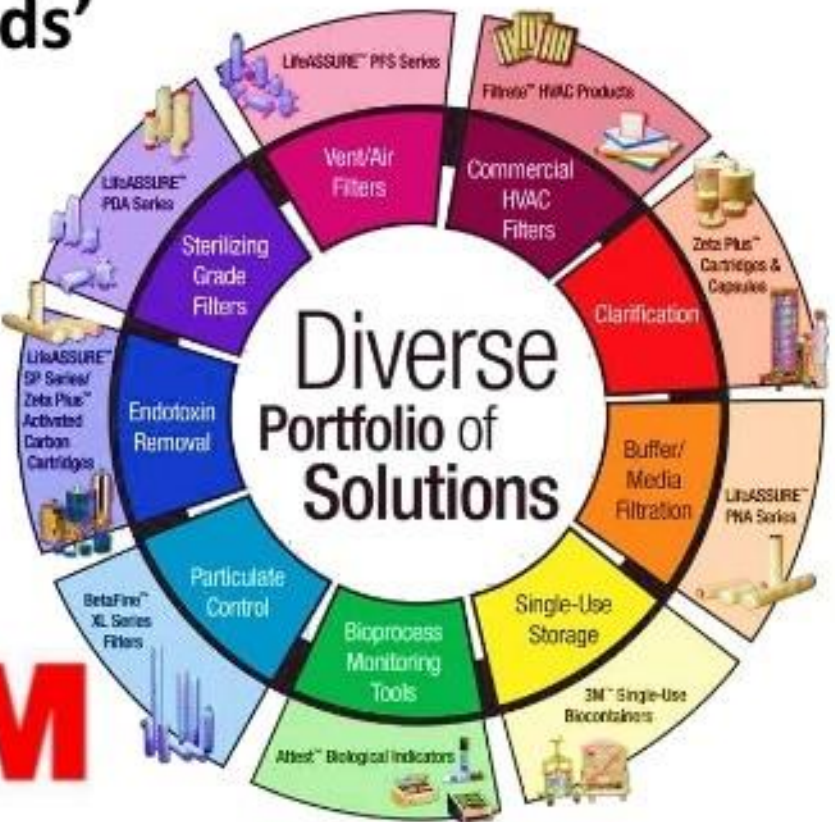 ds’
LifeASSURE™ PFS Series
Filtrete™ HVAC Products
Vent/Air
Filters
Commercial
HVAC
Filters
LifeASSURE™
PDA Series
Sterilizing
Grade
Filters
Zeta Plus™
Cartridges &
Capsules
Clarification
LifeASSURE™
SP Series/
Zeta Plus™
Activated
Carbon
Cartridges
Endotoxin
Removal
Diverse
Portfolio of
Solutions
Buffer/
Media
Filtration
LifeASSURE™
PNA Series
Particulate
Control
BetaFine™
XL Series
Filters
Single-Use
Storage
Bioprocess
Monitoring
Tools
3M™ Single-Use
Biocontainers
M
Attest™ Biological Indicators